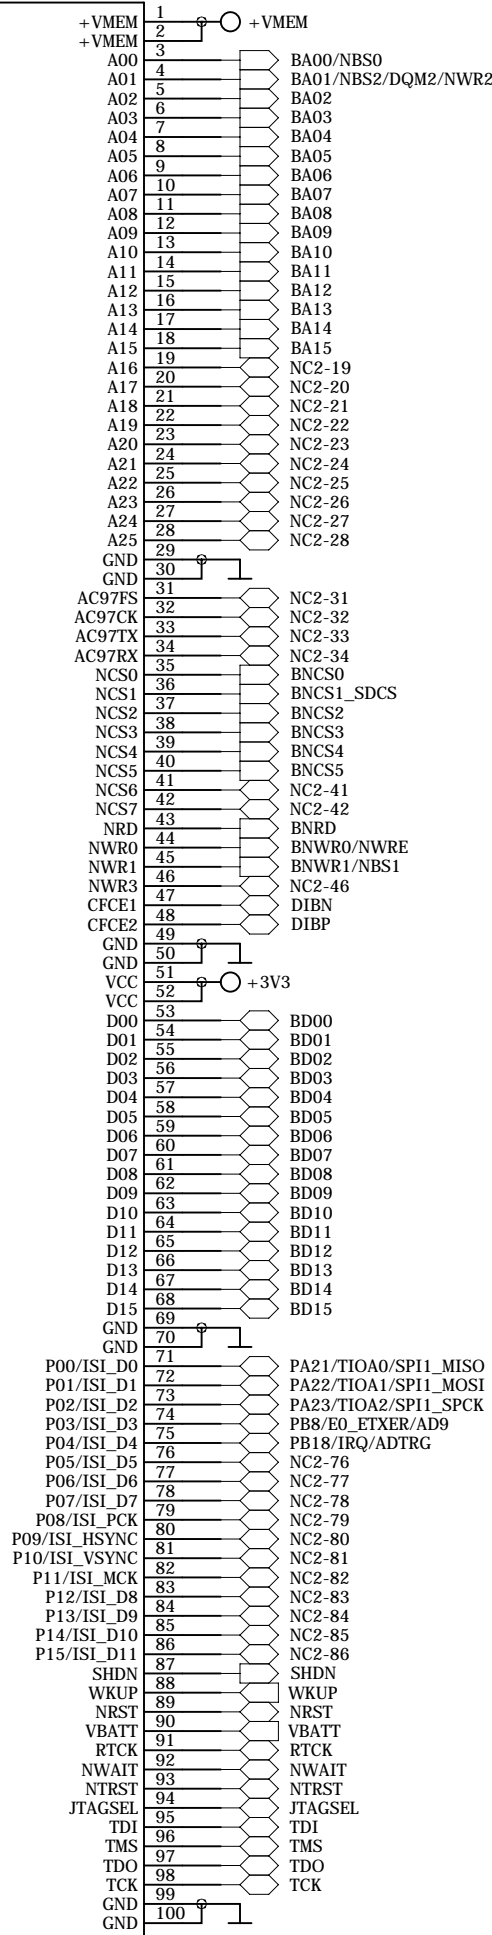 +VMEM 1 +VMEM
+VMEM 2
A00 3 BA00/NBS0
A01 4 BA01/NBS2/DQM2/NWR2
A02 5 BA02
A03 6 BA03
A04 7 BA04
A05 8 BA05
A06 9 BA06
A07 10 BA07
A08 11 BA08
A09 12 BA09
A10 13 BA10
A11 14 BA11
A12 15 BA12
A13 16 BA13
A14 17 BA14
A15 18 BA15
A16 19 NC2-19
A17 20 NC2-20
A18 21 NC2-21
A19 22 NC2-22
A20 23 NC2-23
A21 24 NC2-24
A22 25 NC2-25
A23 26 NC2-26
A24 27 NC2-27
A25 28 NC2-28
GND 29
GND 30
AC97FS 31 NC2-31
AC97CK 32 NC2-32
AC97TX 33 NC2-33
AC97RX 34 NC2-34
NCS0 35 BNCS0
NCS1 36 BNCS1_SDCS
NCS2 37 BNCS2
NCS3 38 BNCS3
NCS4 39 BNCS4
NCS5 40 BNCS5
NCS6 41 NC2-41
NCS7 42 NC2-42
NRD 43 BNRD
NWR0 44 BNWR0/NWRE
NWR1 45 BNWR1/NBS1
NWR3 46 NC2-46
CFCE1 47 DIBN
CFCE2 48 DIBP
GND 49
GND 50
VCC 51 +3V3
VCC 52
D00 53 BD00
D01 54 BD01
D02 55 BD02
D03 56 BD03
D04 57 BD04
D05 58 BD05
D06 59 BD06
D07 60 BD07
D08 61 BD08
D09 62 BD09
D10 63 BD10
D11 64 BD11
D12 65 BD12
D13 66 BD13
D14 67 BD14
D15 68 BD15
GND 69
GND 70
P00/ISI_D0 71 PA21/TIOA0/SPI1_MISO
P01/ISI_D1 72 PA22/TIOA1/SPI1_MOSI
P02/ISI_D2 73 PA23/TIOA2/SPI1_SPCK
P03/ISI_D3 74 PB8/E0_ETXER/AD9
P04/ISI_D4 75 PB18/IRQ/ADTRG
P05/ISI_D5 76 NC2-76
P06/ISI_D6 77 NC2-77
P07/ISI_D7 78 NC2-78
P08/ISI_PCK 79 NC2-79
P09/ISI_HSYNC 80 NC2-80
P10/ISI_VSYNC 81 NC2-81
P11/ISI_MCK 82 NC2-82
P12/ISI_D8 83 NC2-83
P13/ISI_D9 84 NC2-84
P14/ISI_D10 85 NC2-85
P15/ISI_D11 86 NC2-86
SHDN 87 SHDN
WKUP 88 WKUP
NRST 89 NRST
VBATT 90 VBATT
RTCK 91 RTCK
NWAIT 92 NWAIT
NTRST 93 NTRST
JTAGSEL 94 JTAGSEL
TDI 95 TDI
TMS 96 TMS
TDO 97 TDO
TCK 98 TCK
GND 99
GND 100